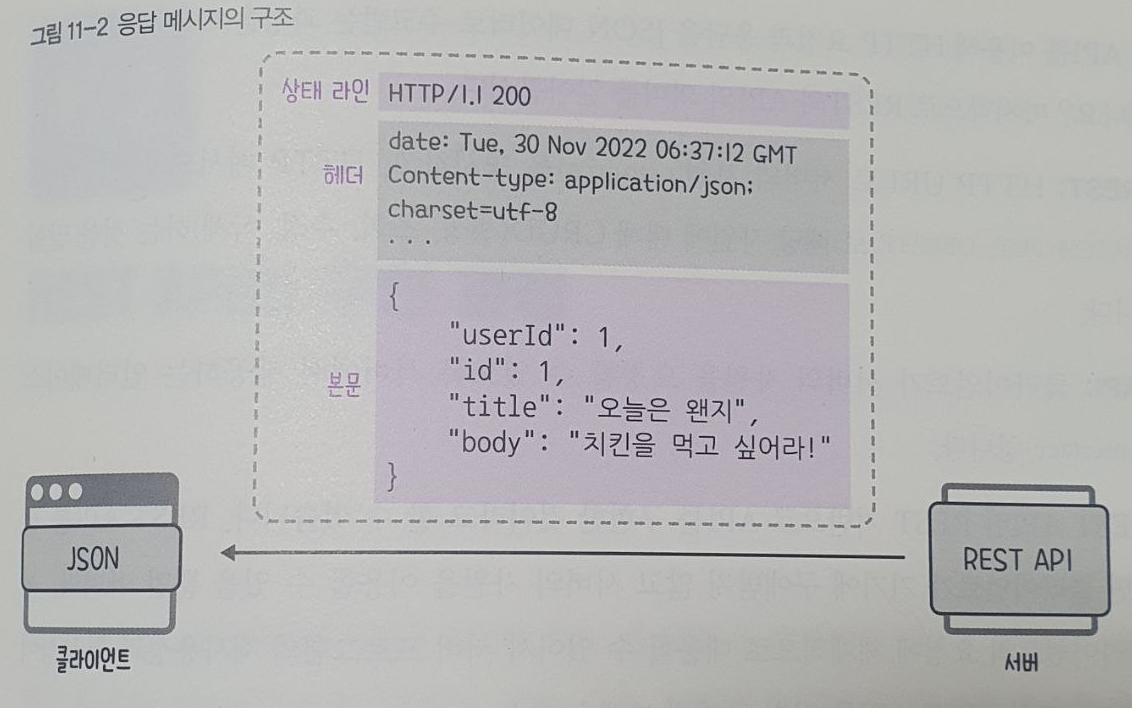 그림 11-2 응답 메시지의 구조
상태 라인 HTTP/1.1 200
date: Tue, 30 Nov 2022 06:37:12 GMT
헤더 Content-type: application/json;
charset=utf-8
. . .
{
"userId": 1,
"id": 1,
본문
"title": "오늘은 왠지",
"body": "치킨을 먹고 싶어라!"
}
JSON
REST API
클라이언트
서버